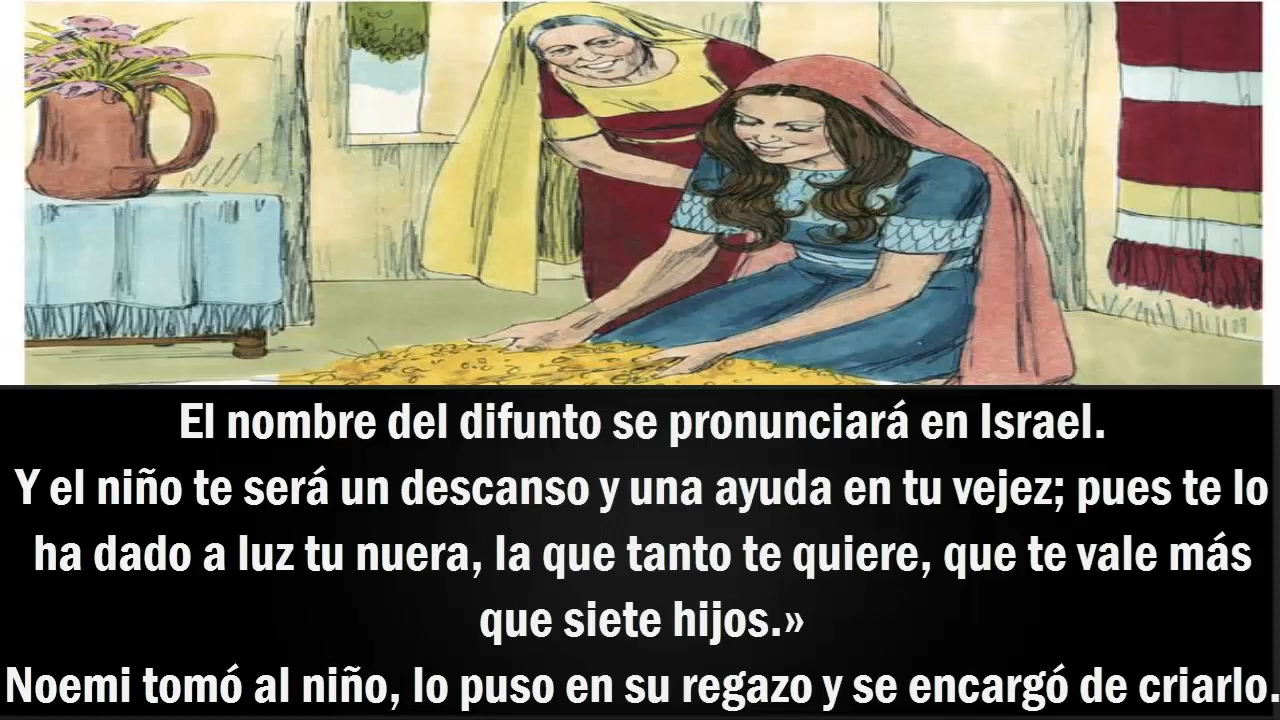 El nombre del difunto se pronunciará en Israel.
Y el niño te será un descanso y una ayuda en tu vejez; pues te lo
ha dado a luz tu nuera, la que tanto te quiere, que te vale más
que siete hijos.»
Noemi tomó al niño, lo puso en su regazo y se encargó de criarlo.